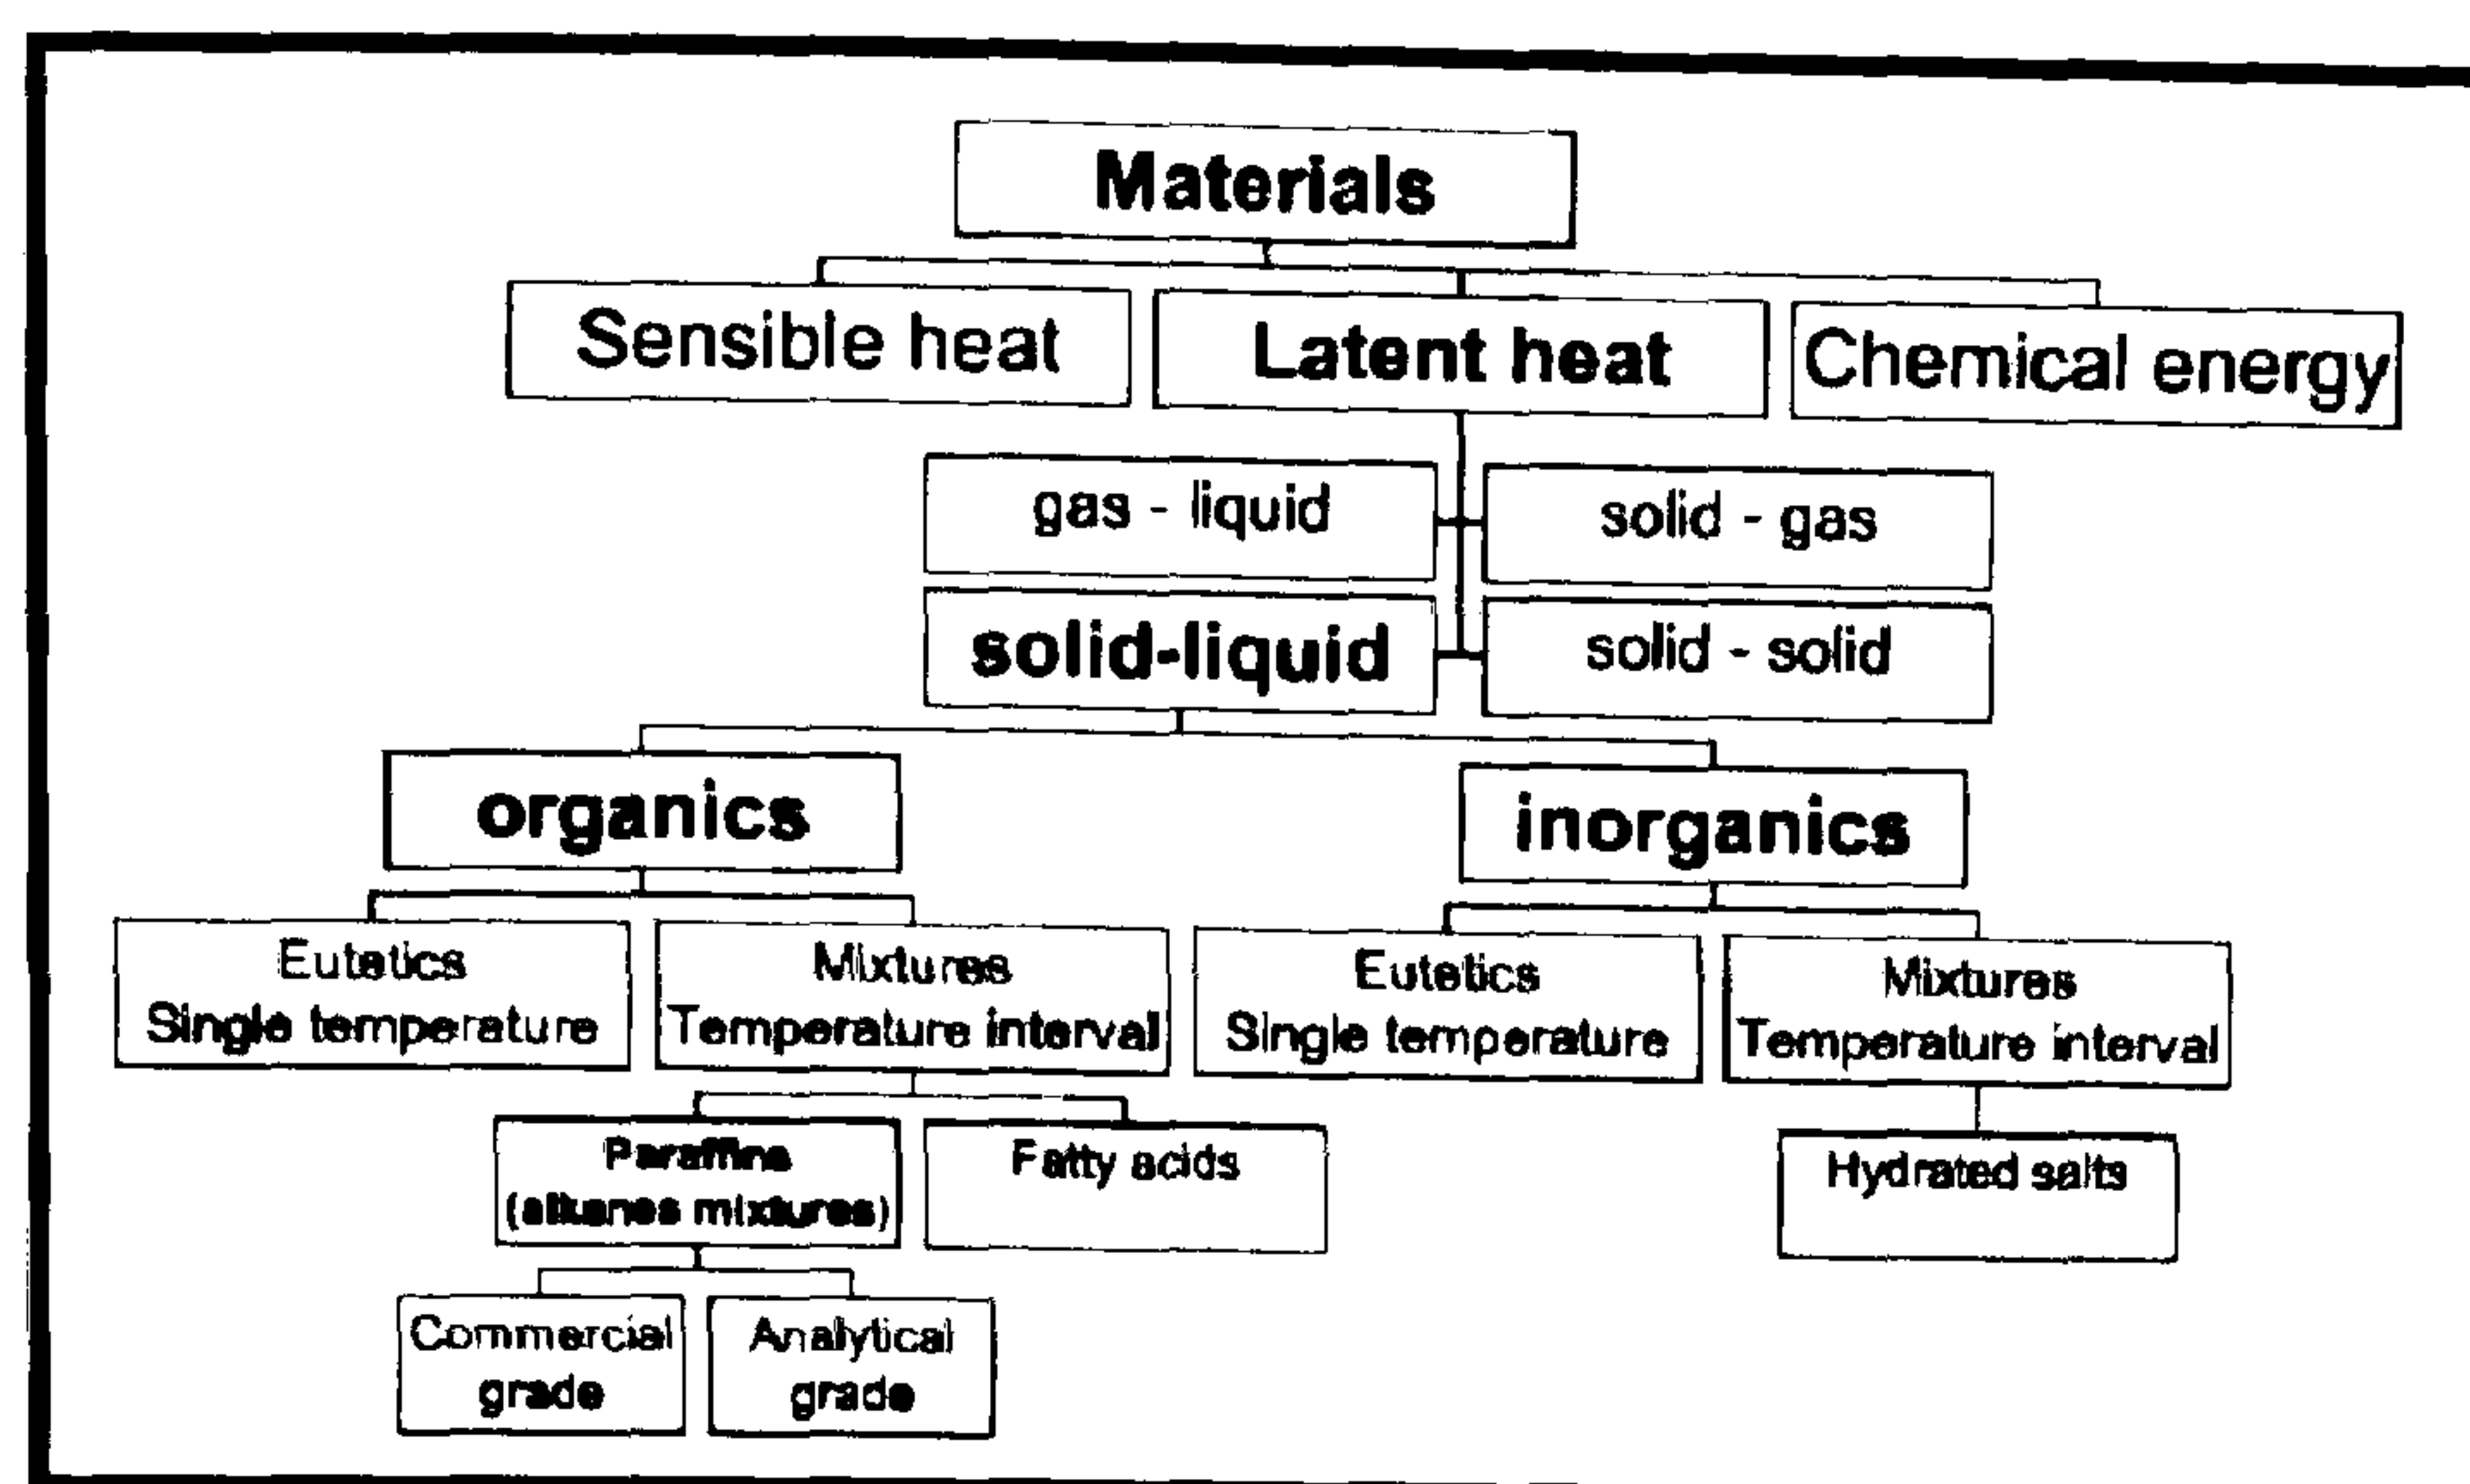 Materials
Sensible heat
Latent heat
Chemical energy
gas - liquid
solid - gas
solid-liquid
solid - solid
organics
inorganics
Eutetics
Single temperature
Mixtures
Temperature interval
Eutetics
Single temperature
Mixtures
Temperature interval
Paraffins
(alkanes mixtures)
Fatty acids
Hydrated salts
Commercial
grade
Analytical
grade